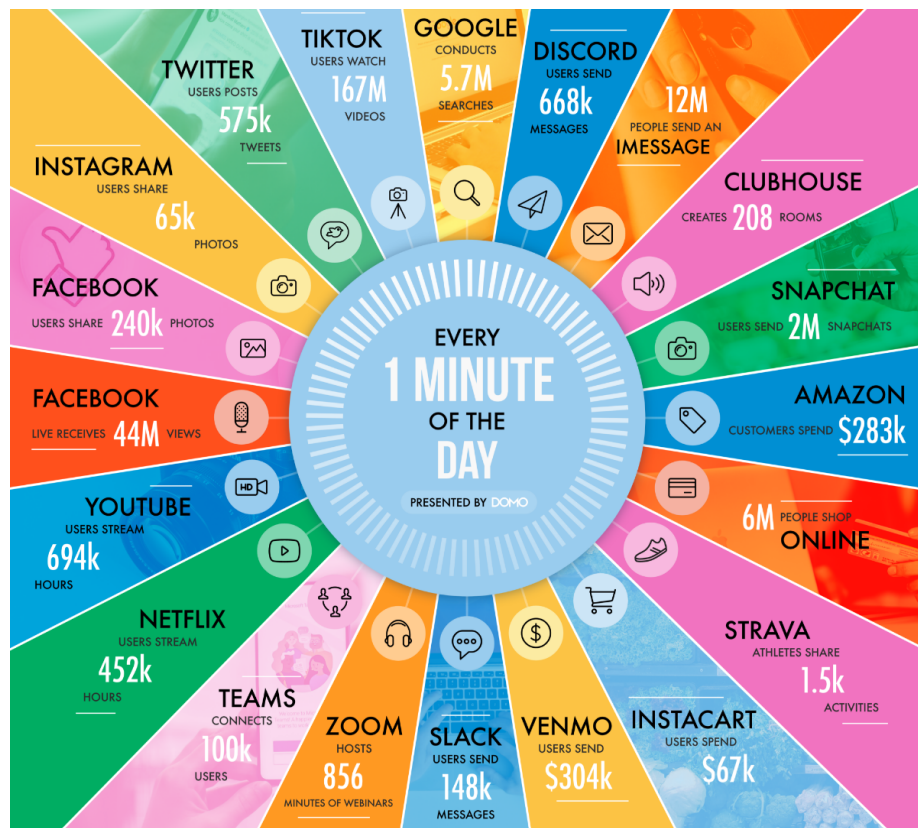 EVERY
1 MINUTE
OF THE
DAY
PRESENTED BY DOMO
GOOGLE
CONDUCTS
5.7M
SEARCHES
DISCORD
USERS SEND
668k
MESSAGES
12M
PEOPLE SEND AN
IMESSAGE
CLUBHOUSE
CREATES 208 ROOMS
SNAPCHAT
USERS SEND 2M SNAPCHATS
AMAZON
CUSTOMERS SPEND $283k
6M PEOPLE SHOP
ONLINE
STRAVA
ATHLETES SHARE
1.5k
ACTIVITIES
INSTACART
USERS SPEND
$67k
VENMO
USERS SEND
$304k
SLACK
USERS SEND
148k
MESSAGES
ZOOM
HOSTS
856
MINUTES OF WEBINARS
TEAMS
CONNECTS
100k
USERS
NETFLIX
USERS STREAM
452k
HOURS
YOUTUBE
USERS STREAM
694k
HOURS
HD
FACEBOOK
LIVE RECEIVES 44M VIEWS
FACEBOOK
USERS SHARE 240k PHOTOS
INSTAGRAM
USERS SHARE
65k
PHOTOS
TWITTER
USERS POSTS
575k
TWEETS
TIKTOK
USERS WATCH
167M
VIDEOS